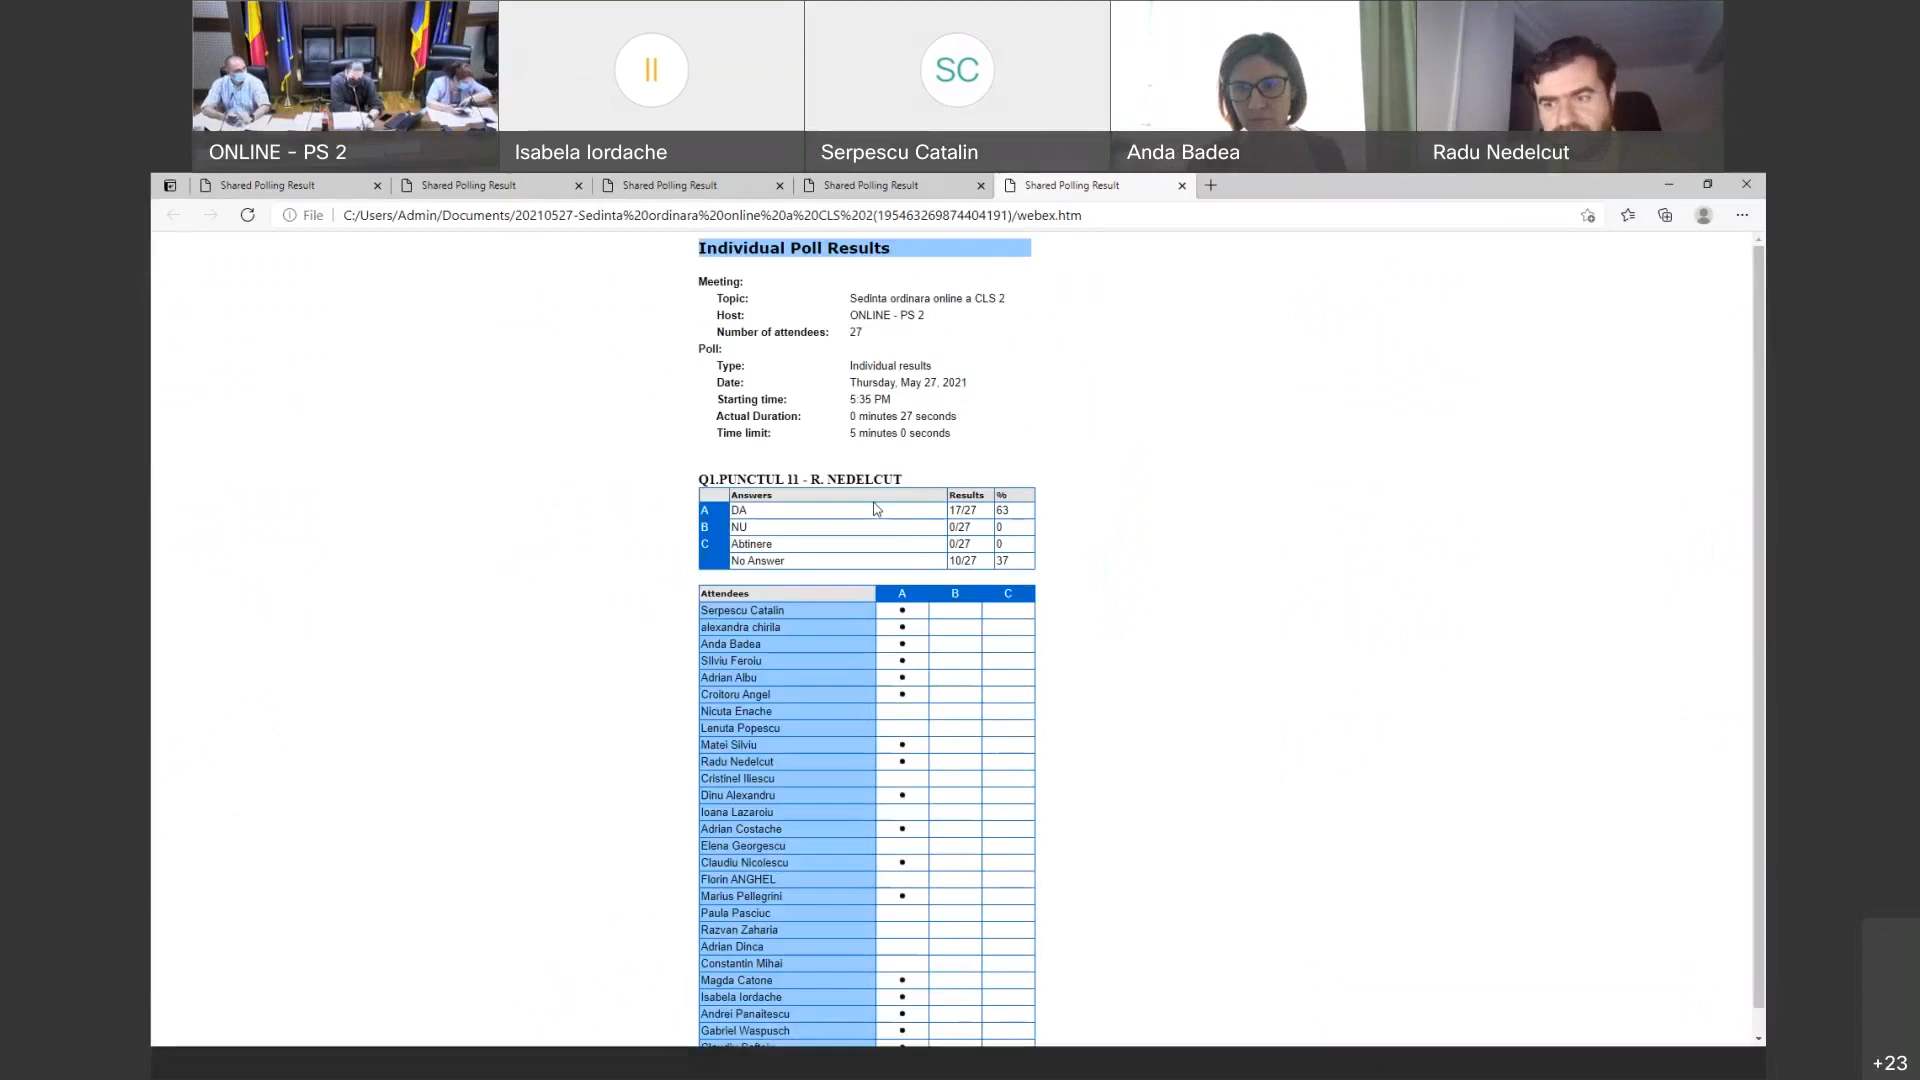 ONLINE - PS 2
II
Isabela Iordache
SC
Serpescu Catalin
Anda Badea
Radu Nedelcut
Shared Polling Result
Shared Polling Result
Shared Polling Result
Shared Polling Result
Shared Polling Result
File
C:/Users/Admin/Documents/20210527-Sedinta%20ordinara%20online%20a%20CLS%202(195463269874404191)/webex.htm
Individual Poll Results
Meeting:
Topic: Sedinta ordinara online a CLS 2
Host: ONLINE - PS 2
Number of attendees: 27
Poll:
Type: Individual results
Date: Thursday, May 27, 2021
Starting time: 5:35 PM
Actual Duration: 0 minutes 27 seconds
Time limit: 5 minutes 0 seconds
Q1.PUNCTUL 11 - R. NEDELCUT
Answers Results %
A DA 17/27 63
B NU 0/27 0
C Abtinere 0/27 0
No Answer 10/27 37
Attendees A B C
Serpescu Catalin
alexandra chirila
Anda Badea
SIlviu Feroiu
Adrian Albu
Croitoru Angel
Nicuta Enache
Lenuta Popescu
Matei Silviu
Radu Nedelcut
Cristinel Iliescu
Dinu Alexandru
Ioana Lazaroiu
Adrian Costache
Elena Georgescu
Claudiu Nicolescu
Florin ANGHEL
Marius Pellegrini
Paula Pasciuc
Razvan Zaharia
Adrian Dinca
Constantin Mihai
Magda Catone
Isabela Iordache
Andrei Panaitescu
Gabriel Waspusch
+23